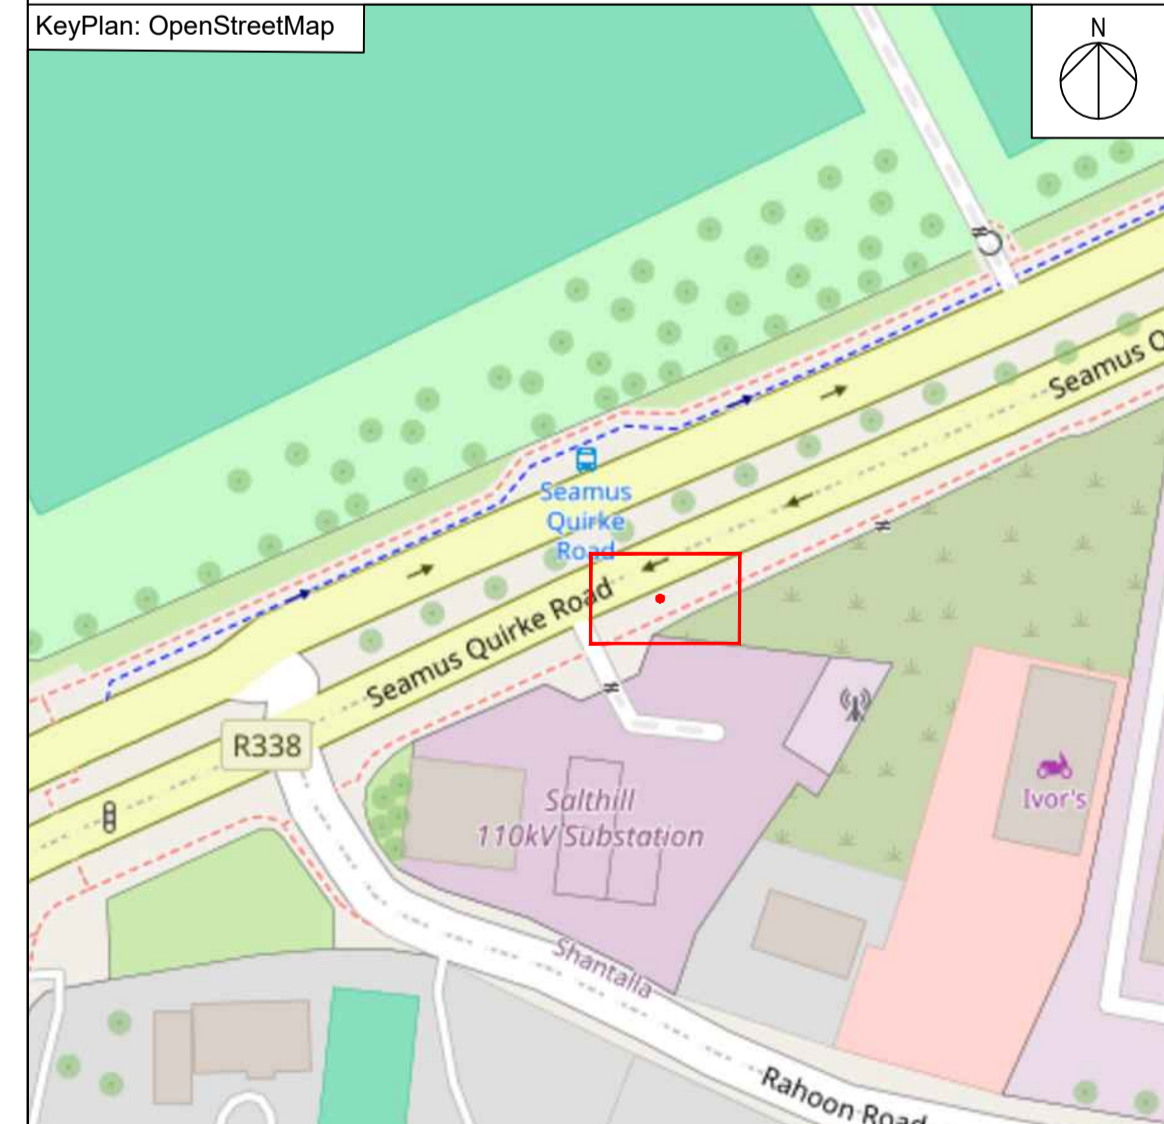 KeyPlan: OpenStreetMap
N
Seamus Q
Seamus
Quirke
Road
Seamus Quirke Road
R338
Ivor's
Salthill
110kV Substation
Shantalla
Rahoon Road